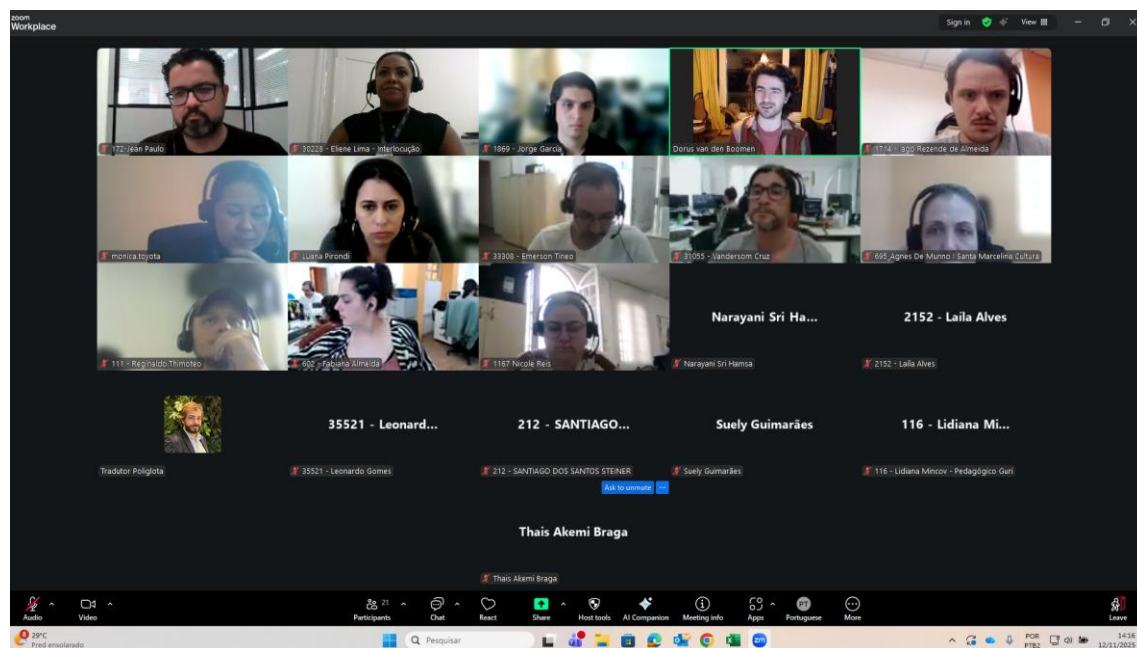 zoom
Workplace
Sign in
View
172-Jean Paulo
30228 - Eliene Lima - Interlocução
1869 - Jorge García
Dorus van den Boomen
1714 - Iago Rezende de Almeida
monica.toyota
Luana Pirondi
33308 - Emerson Tineo
31055 - Vandersom Cruz
695_Agnes De Munno | Santa Marcelina Cultura
111 - Reginaldo Thimoteo
602 - Fabiana Almeida
1167 Nicole Reis
Narayani Sri Ha...
Narayani Sri Hamsa
2152 - Laíla Alves
2152 - Laíla Alves
Tradutor Poliglota
35521 - Leonard...
35521 - Leonardo Gomes
212 - SANTIAGO...
212 - SANTIAGO DOS SANTOS STEINER
Suely Guimarães
Suely Guimarães
116 - Lidiana Mi...
116 - Lidiana Mincov - Pedagógico Guri
Ask to unmute
Thais Akemi Braga
Thais Akemi Braga
Audio
Video
Participants
21
Chat
React
Share
Host tools
AI Companion
Meeting info
Apps
PT
Portuguese
More
Leave
29°C
Pred ensolarado
Pesquisar
zm
POR
PTB2
14:16
12/11/2025